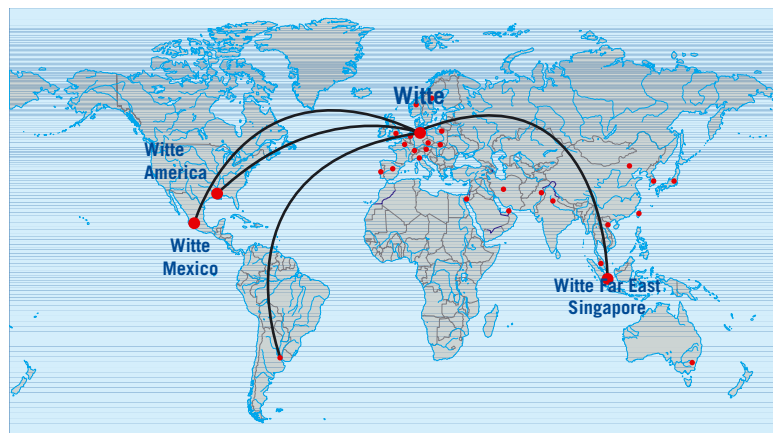 Witte
Witte
America
Witte
Mexico
Witte Far East
Singapore